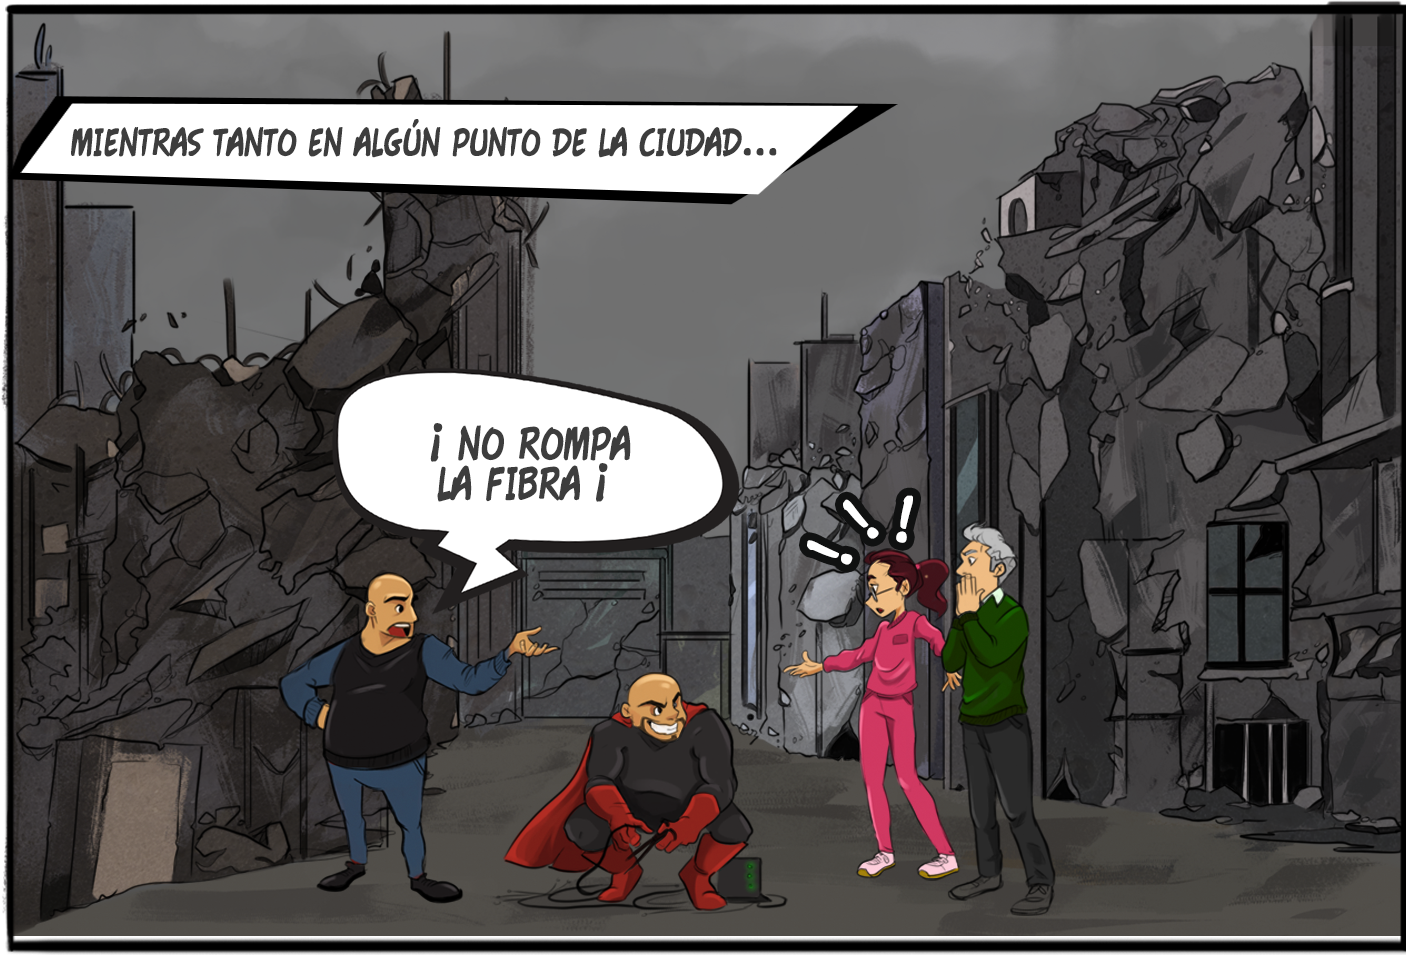 MIENTRAS TANTO EN ALGÚN PUNTO DE LA CIUDAD...
¡ NO ROMPA
LA FIBRA ¡
! ! !